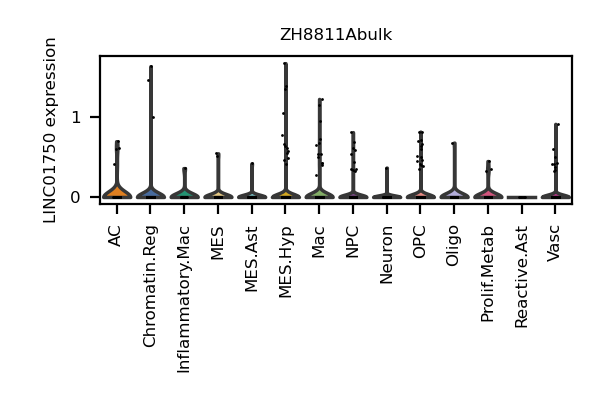 ZH8811Abulk
LINC01750 expression
1
0
AC
Chromatin.Reg
Inflammatory.Mac
MES
MES.Ast
MES.Hyp
Mac
NPC
Neuron
OPC
Oligo
Prolif.Metab
Reactive.Ast
Vasc